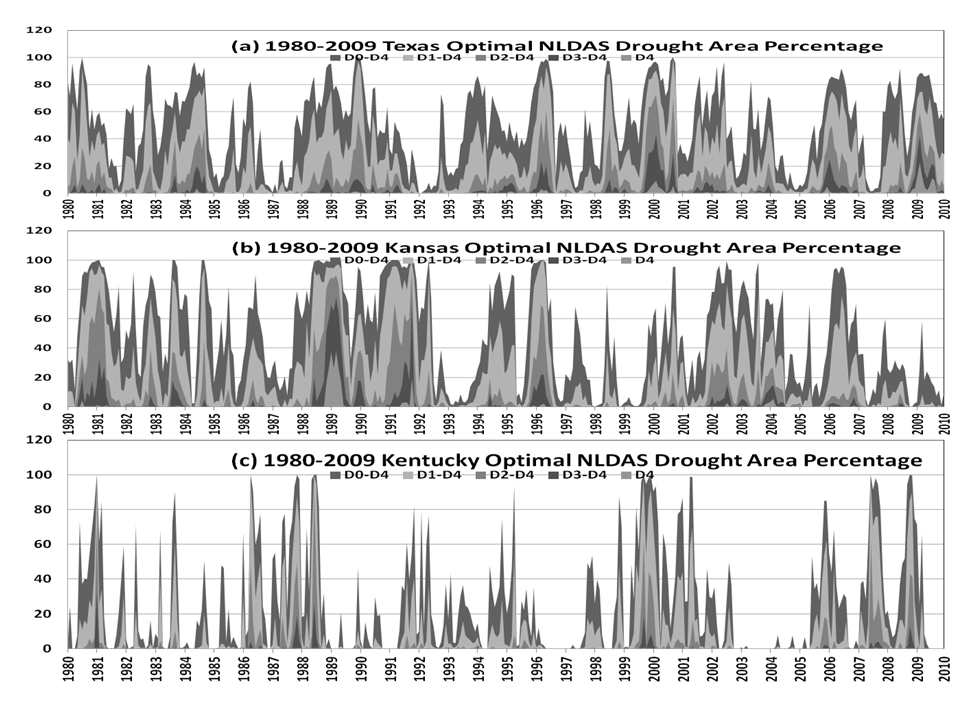 (a) 1980-2009 Texas Optimal NLDAS Drought Area Percentage
D0-D4 D1-D4 D2-D4 D3-D4 D4
120
100
80
60
40
20
0
1980 1981 1982 1983 1984 1985 1986 1987 1988 1989 1990 1991 1992 1993 1994 1995 1996 1997 1998 1999 2000 2001 2002 2003 2004 2005 2006 2007 2008 2009 2010
(b) 1980-2009 Kansas Optimal NLDAS Drought Area Percentage
D0-D4 D1-D4 D2-D4 D3-D4 D4
120
100
80
60
40
20
0
1980 1981 1982 1983 1984 1985 1986 1987 1988 1989 1990 1991 1992 1993 1994 1995 1996 1997 1998 1999 2000 2001 2002 2003 2004 2005 2006 2007 2008 2009 2010
(c) 1980-2009 Kentucky Optimal NLDAS Drought Area Percentage
D0-D4 D1-D4 D2-D4 D3-D4 D4
120
100
80
60
40
20
0
1980 1981 1982 1983 1984 1985 1986 1987 1988 1989 1990 1991 1992 1993 1994 1995 1996 1997 1998 1999 2000 2001 2002 2003 2004 2005 2006 2007 2008 2009 2010